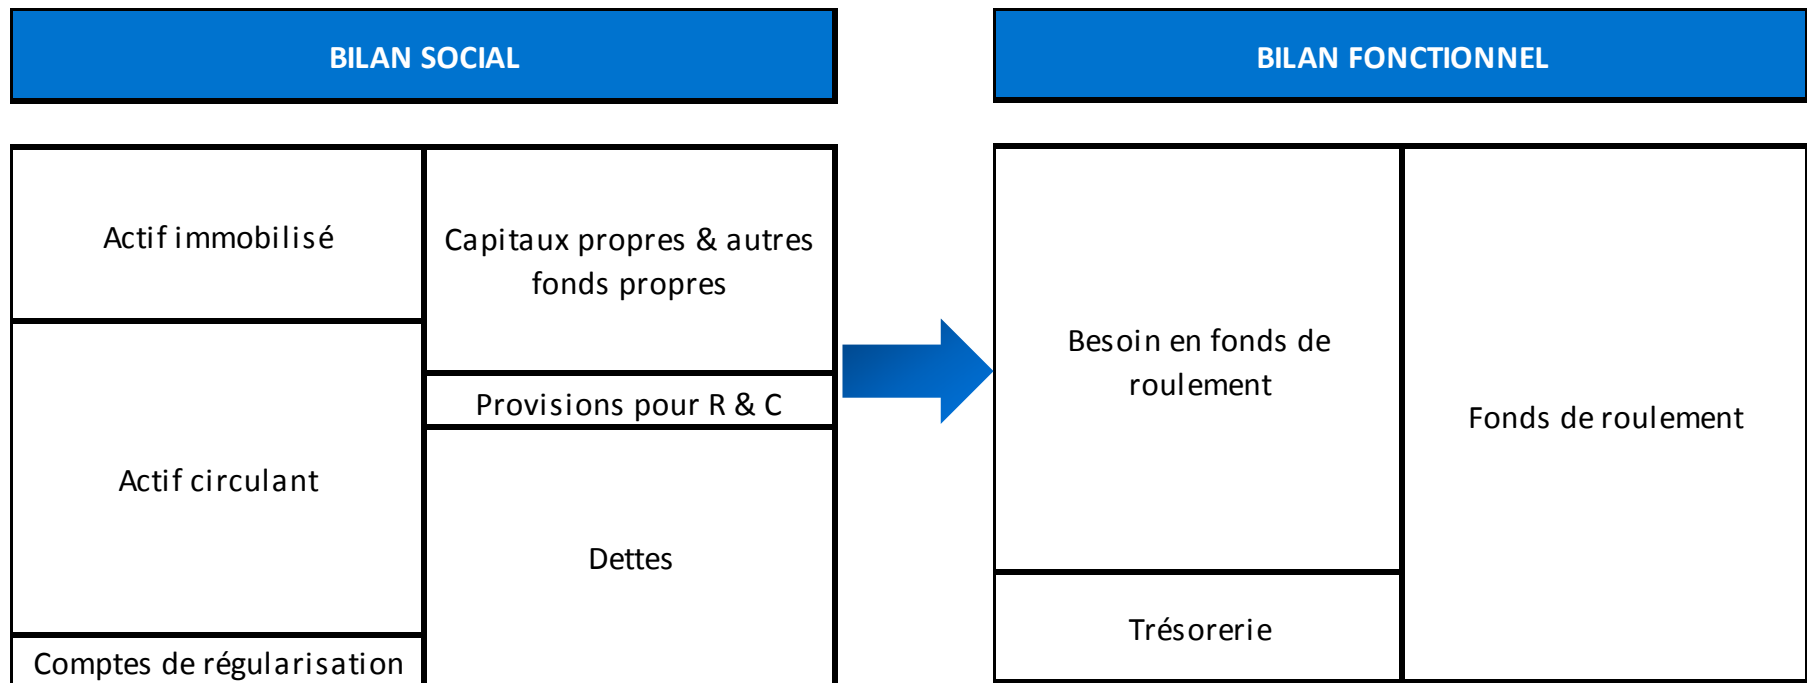 BILAN SOCIAL
BILAN FONCTIONNEL
Actif immobilisé
Capitaux propres & autres
fonds propres
Provisions pour R & C
Actif circulant
Dettes
Comptes de régularisation
Besoin en fonds de
roulement
Fonds de roulement
Trésorerie